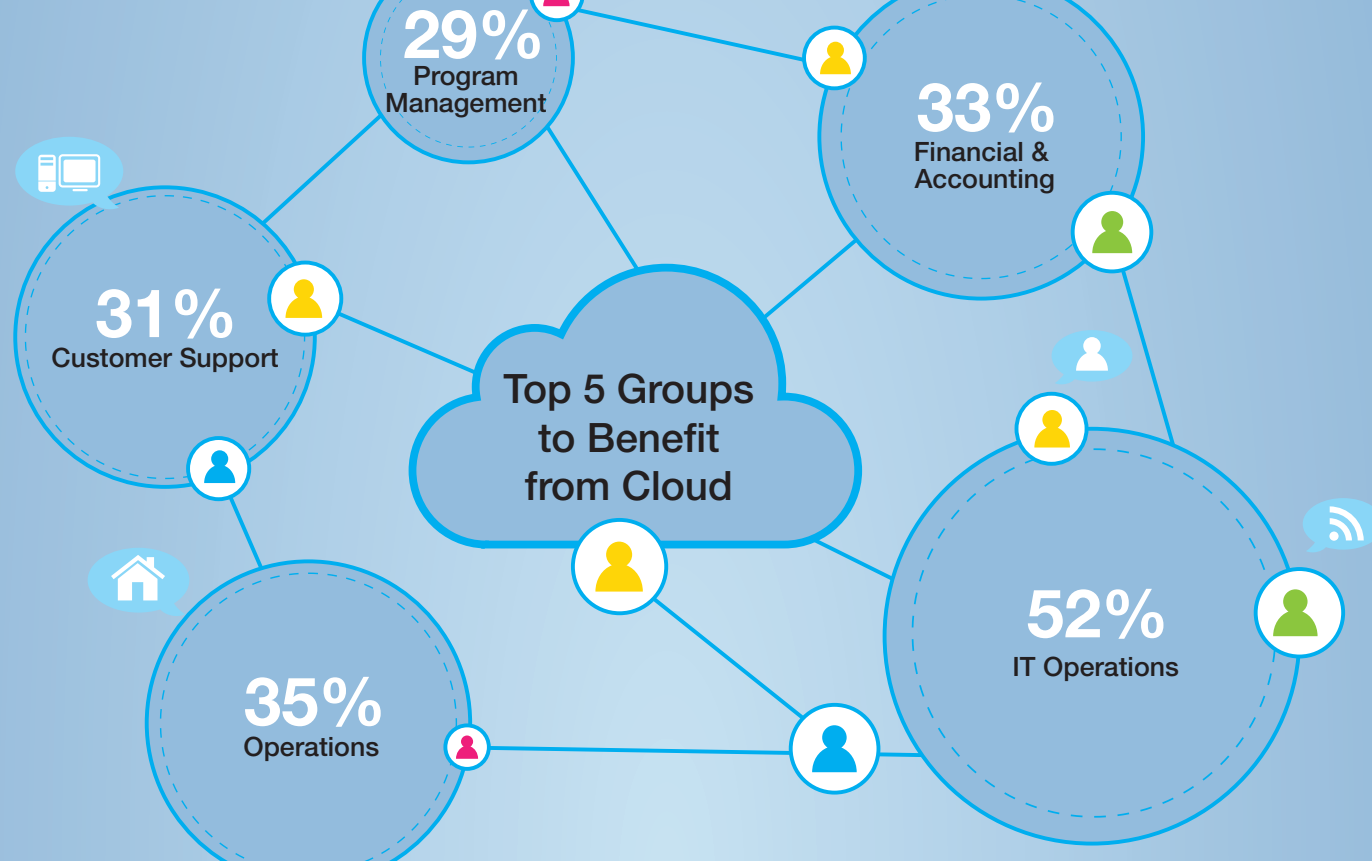 29%
Program
Management
33%
Financial &
Accounting
31%
Customer Support
Top 5 Groups
to Benefit
from Cloud
52%
IT Operations
35%
Operations